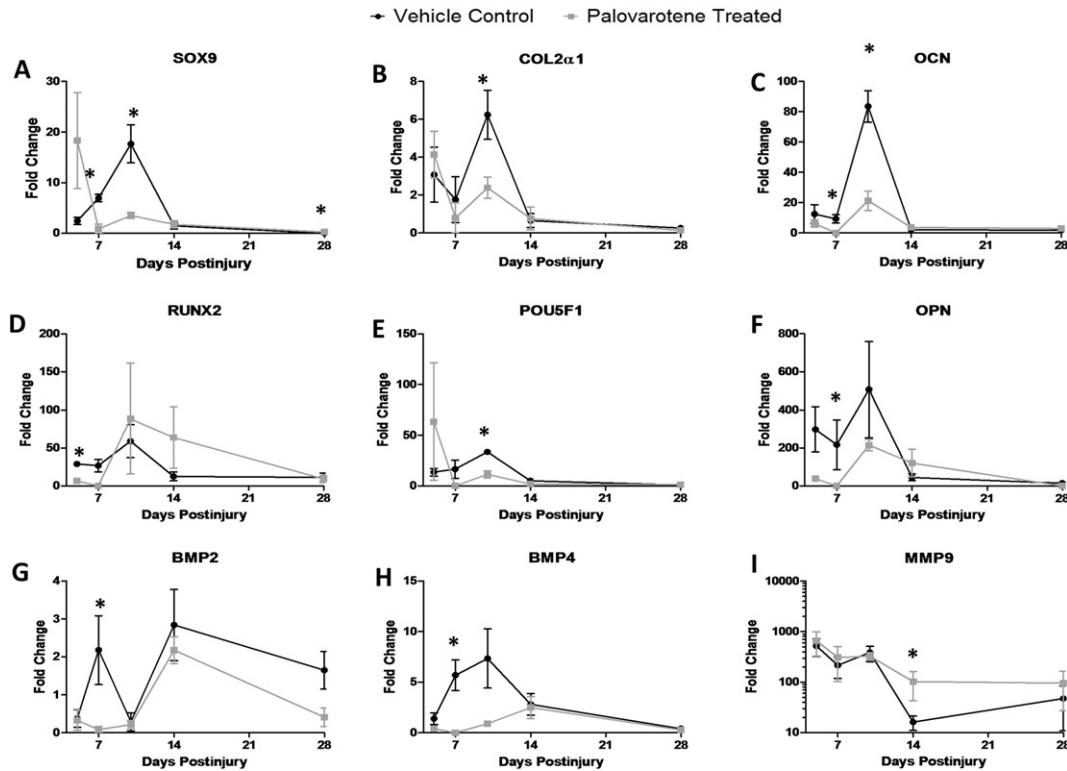 Vehicle Control Palovarotene Treated
A SOX9
B COL2α1
C OCN
Fold Change
30
20
10
0
7 14 21 28
Days Postinjury
*
*
*
Fold Change
8
6
4
2
0
7 14 21 28
Days Postinjury
*
Fold Change
100
80
60
40
20
0
7 14 21 28
Days Postinjury
*
*
D RUNX2
E POU5F1
F OPN
Fold Change
200
150
100
50
0
7 14 21 28
Days Postinjury
*
Fold Change
150
100
50
0
7 14 21 28
Days Postinjury
*
Fold Change
800
600
400
200
0
7 14 21 28
Days Postinjury
*
G BMP2
H BMP4
I MMP9
Fold Change
4
3
2
1
0
7 14 21 28
Days Postinjury
*
Fold Change
15
10
5
0
7 14 21 28
Days Postinjury
*
Fold Change
10000
1000
100
10
7 14 21 28
Days Postinjury
*